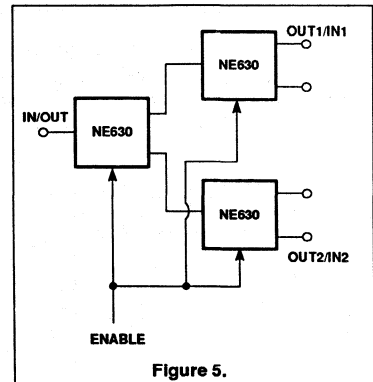 OUT1/IN1
NE630
IN/OUT
NE630
NE630
OUT2/IN2
ENABLE
Figure 5.